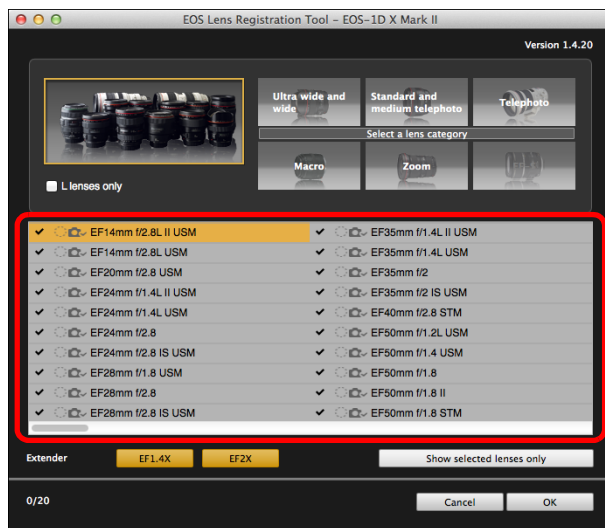 EOS Lens Registration Tool – EOS-1D X Mark II
Version 1.4.20
Ultra wide and wide
Standard and medium telephoto
Telephoto
Select a lens category
Macro
Zoom
L lenses only
EF14mm f/2.8L II USM
EF14mm f/2.8L USM
EF20mm f/2.8 USM
EF24mm f/1.4L II USM
EF24mm f/1.4L USM
EF24mm f/2.8
EF24mm f/2.8 IS USM
EF28mm f/1.8 USM
EF28mm f/2.8
EF28mm f/2.8 IS USM
EF35mm f/1.4L II USM
EF35mm f/1.4L USM
EF35mm f/2
EF35mm f/2 IS USM
EF40mm f/2.8 STM
EF50mm f/1.2L USM
EF50mm f/1.4 USM
EF50mm f/1.8
EF50mm f/1.8 II
EF50mm f/1.8 STM
Extender
EF1.4X
EF2X
Show selected lenses only
0/20
Cancel
OK